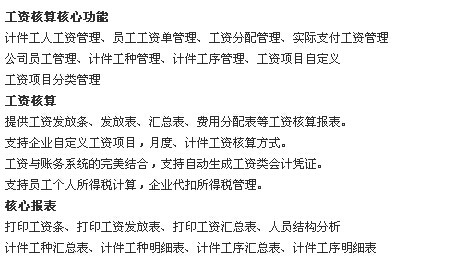 工资核算核心功能
计件工人工资管理、员工工资单管理、工资分配管理、实际支付工资管理
公司员工管理、计件工种管理、计件工序管理、工资项目自定义
工资项目分类管理
工资核算
提供工资发放条、发放表、汇总表、费用分配表等工资核算报表。
支持企业自定义工资项目，月度、计件工资核算方式。
工资与账务系统的完美结合，支持自动生成工资类会计凭证。
支持员工个人所得税计算，企业代扣所得税管理。
核心报表
打印工资条、打印工资发放表、打印工资汇总表、人员结构分析
计件工种汇总表、计件工种明细表、计件工序汇总表、计件工序明细表